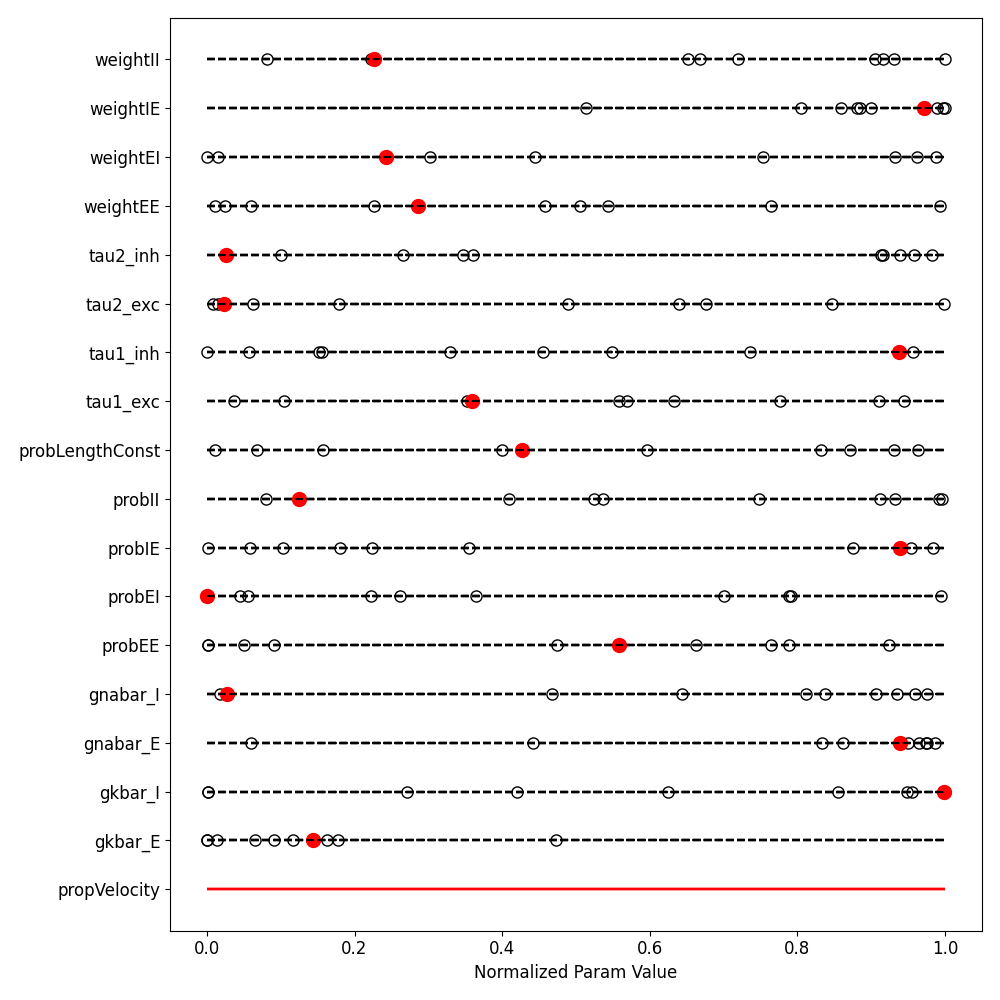 weightII
weightIE
weightEI
weightEE
tau2_inh
tau2_exc
tau1_inh
tau1_exc
probLengthConst
probII
probIE
probEI
probEE
gnabar_I
gnabar_E
gkbar_I
gkbar_E
propVelocity
0.0 0.2 0.4 0.6 0.8 1.0
Normalized Param Value